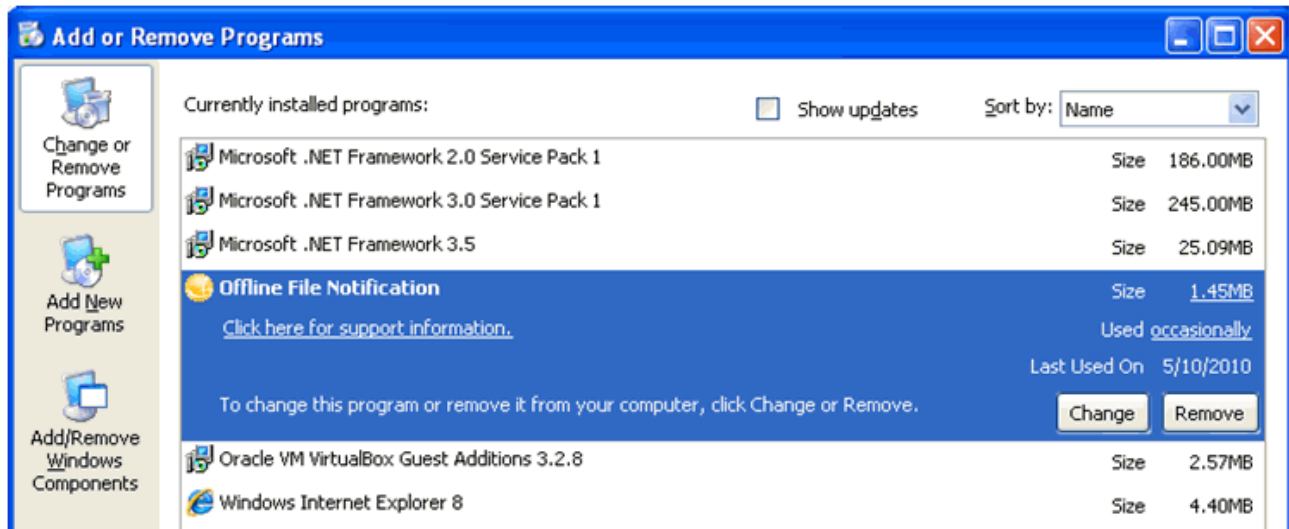 Add or Remove Programs
Currently installed programs:
Show updates
Sort by: Name
Change or
Remove
Programs
Microsoft .NET Framework 2.0 Service Pack 1 Size 186.00MB
Microsoft .NET Framework 3.0 Service Pack 1 Size 245.00MB
Microsoft .NET Framework 3.5 Size 25.09MB
Add New
Programs
Offline File Notification Size 1.45MB
Click here for support information. Used occasionally
Last Used On 5/10/2010
To change this program or remove it from your computer, click Change or Remove. Change Remove
Add/Remove
Windows
Components
Oracle VM VirtualBox Guest Additions 3.2.8 Size 2.57MB
Windows Internet Explorer 8 Size 4.40MB